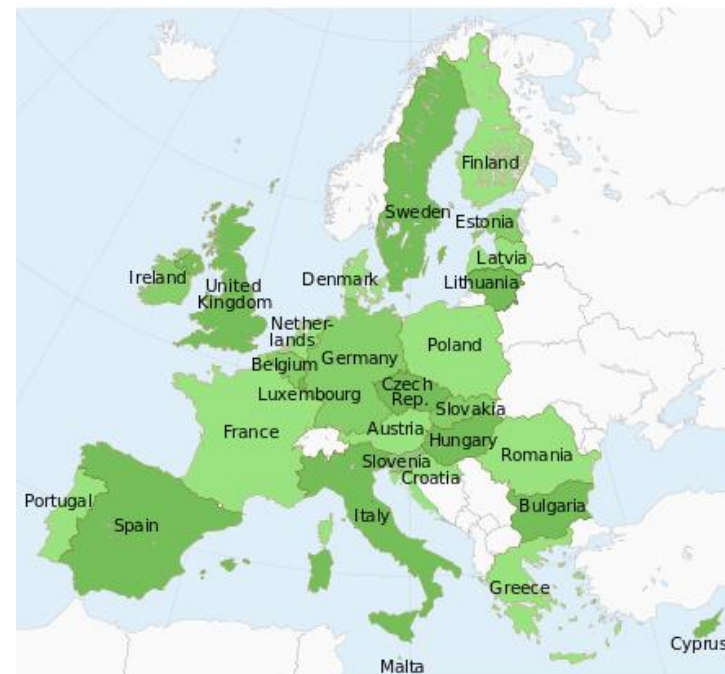 Finland
Sweden
Estonia
Latvia
Lithuania
Denmark
Ireland
United
Kingdom
Nether-
lands
Belgium
Germany
Poland
Luxembourg
Czech
Rep.
Slovakia
France
Austria
Hungary
Slovenia
Romania
Croatia
Portugal
Spain
Italy
Bulgaria
Greece
Cyprus
Malta